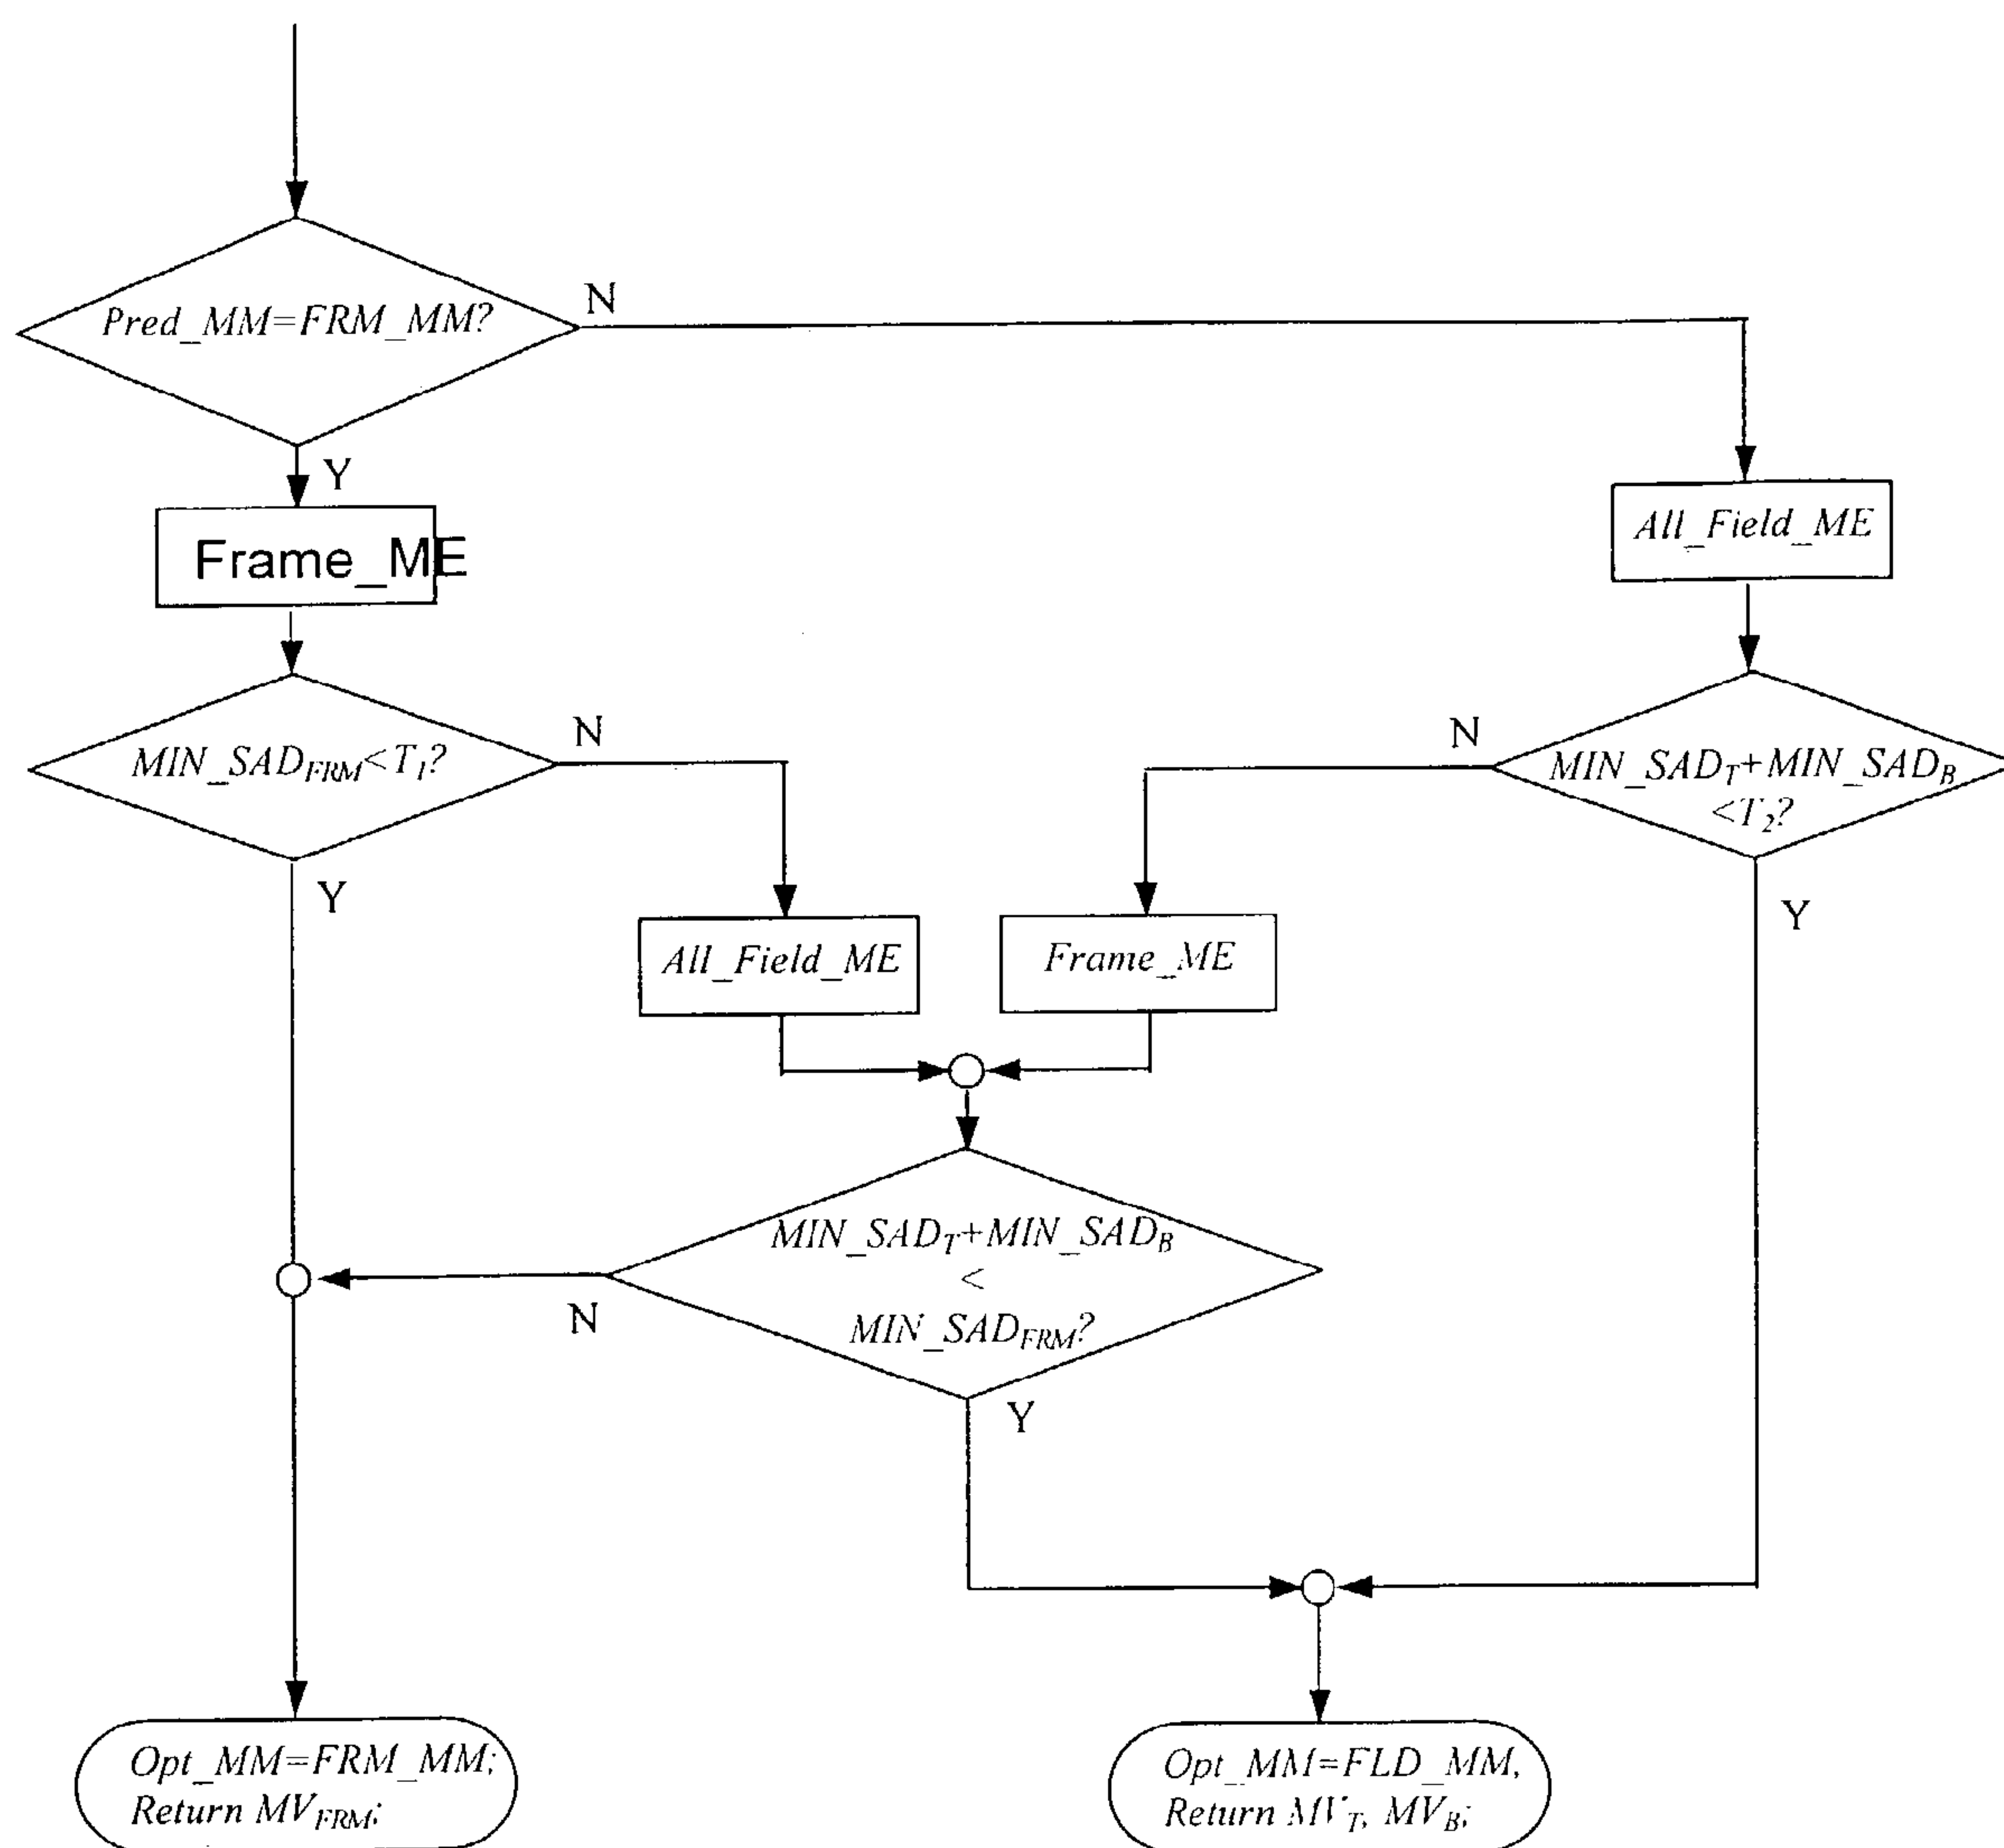 Pred_MM=FRM_MM?
N
Y
Frame_ME
All_Field_ME
MIN_SAD_FRM<T_1?
N
Y
N
MIN_SAD_T+MIN_SAD_B
<T_2?
Y
All_Field_ME
Frame_ME
MIN_SAD_T+MIN_SAD_B
<
MIN_SAD_FRM?
N
Y
Opt_MM=FRM_MM;
Return MV_FRM;
Opt_MM=FLD_MM,
Return MV_T, MV_B;